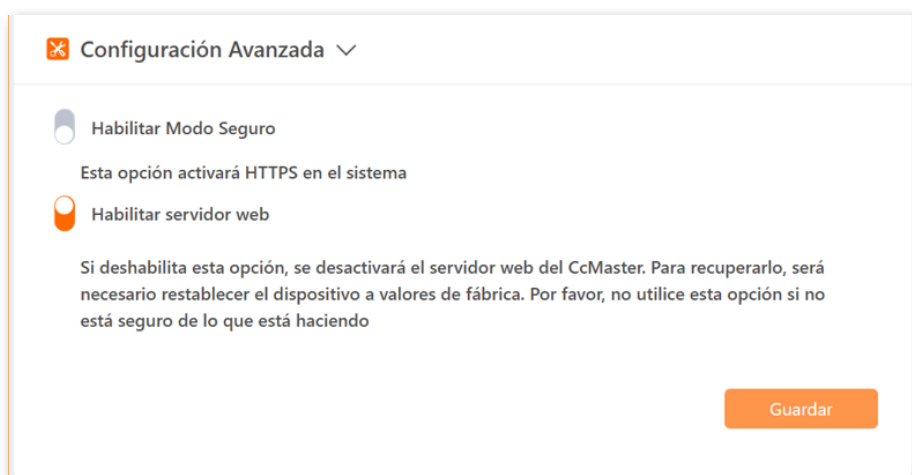 Configuración Avanzada
Habilitar Modo Seguro
Esta opción activará HTTPS en el sistema
Habilitar servidor web
Si deshabilita esta opción, se desactivará el servidor web del CcMaster. Para recuperarlo, será
necesario restablecer el dispositivo a valores de fábrica. Por favor, no utilice esta opción si no
está seguro de lo que está haciendo
Guardar